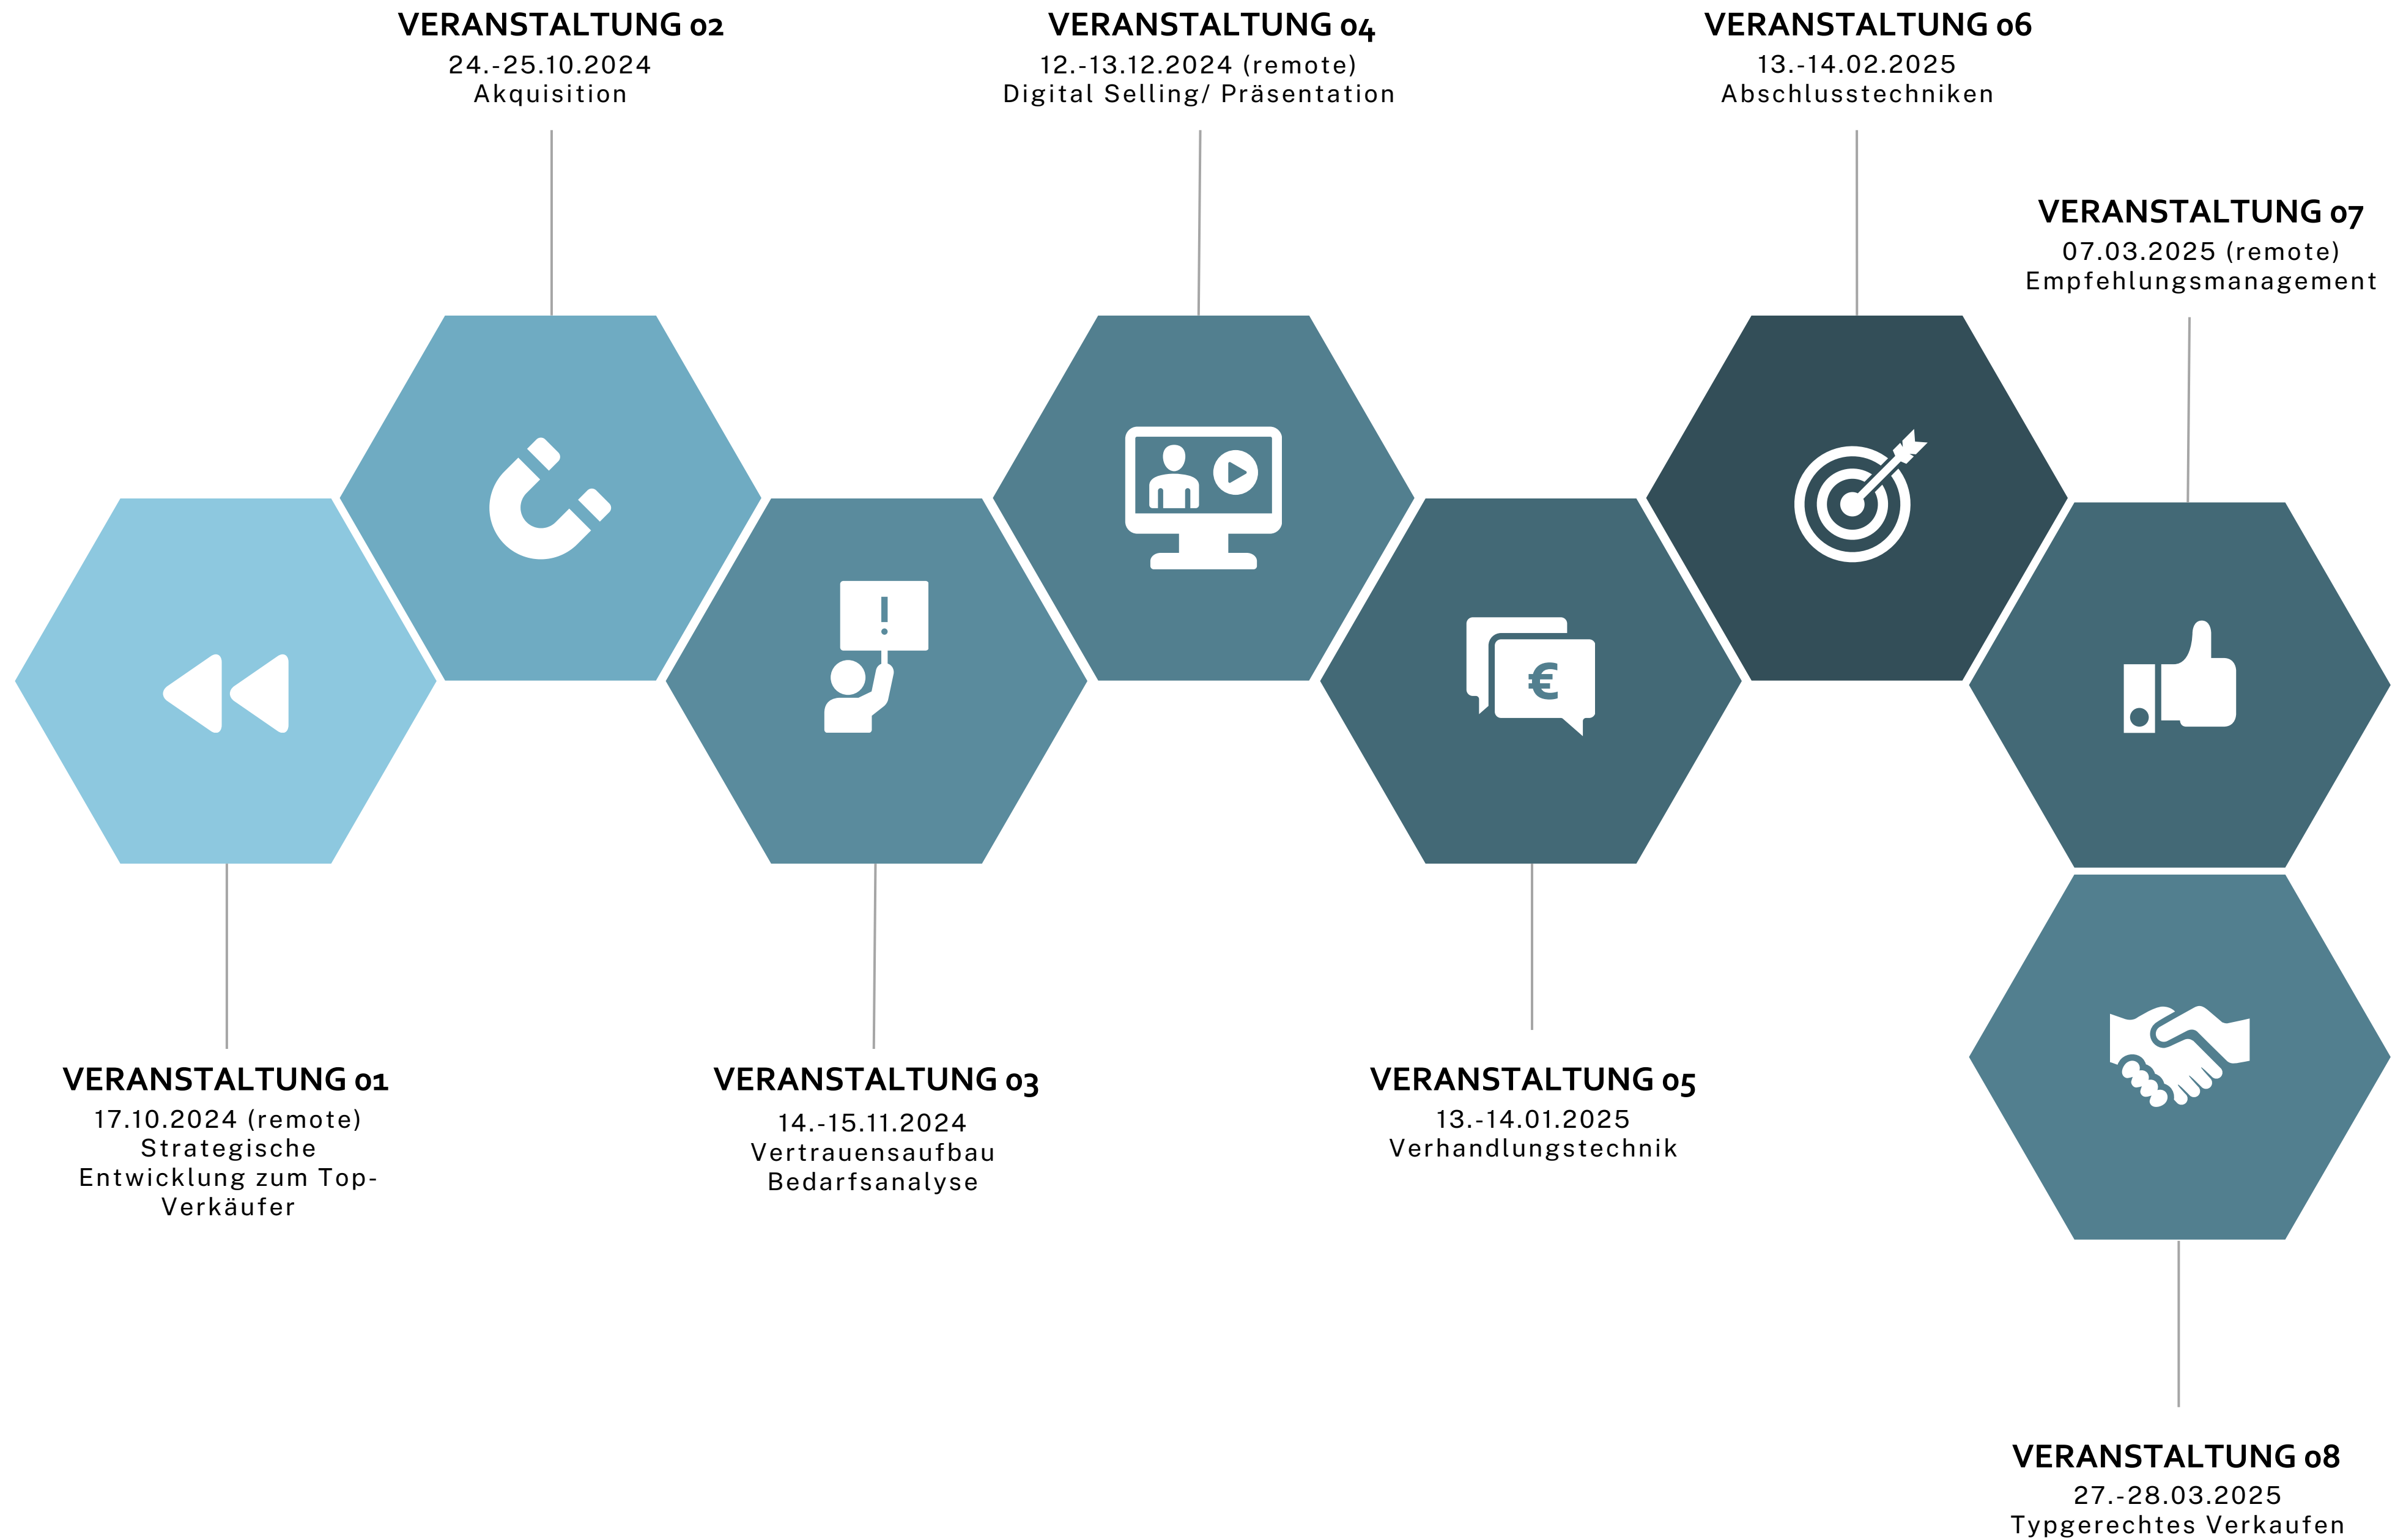 VERANSTALTUNG 02
24.-25.10.2024
Akquisition
VERANSTALTUNG 04
12.-13.12.2024 (remote)
Digital Selling/ Präsentation
VERANSTALTUNG 06
13.-14.02.2025
Abschlusstechniken
VERANSTALTUNG 07
07.03.2025 (remote)
Empfehlungsmanagement
!
€
VERANSTALTUNG 01
17.10.2024 (remote)
Strategische
Entwicklung zum Top-
Verkäufer
VERANSTALTUNG 03
14.-15.11.2024
Vertrauensaufbau
Bedarfsanalyse
VERANSTALTUNG 05
13.-14.01.2025
Verhandlungstechnik
VERANSTALTUNG 08
27.-28.03.2025
Typgerechtes Verkaufen